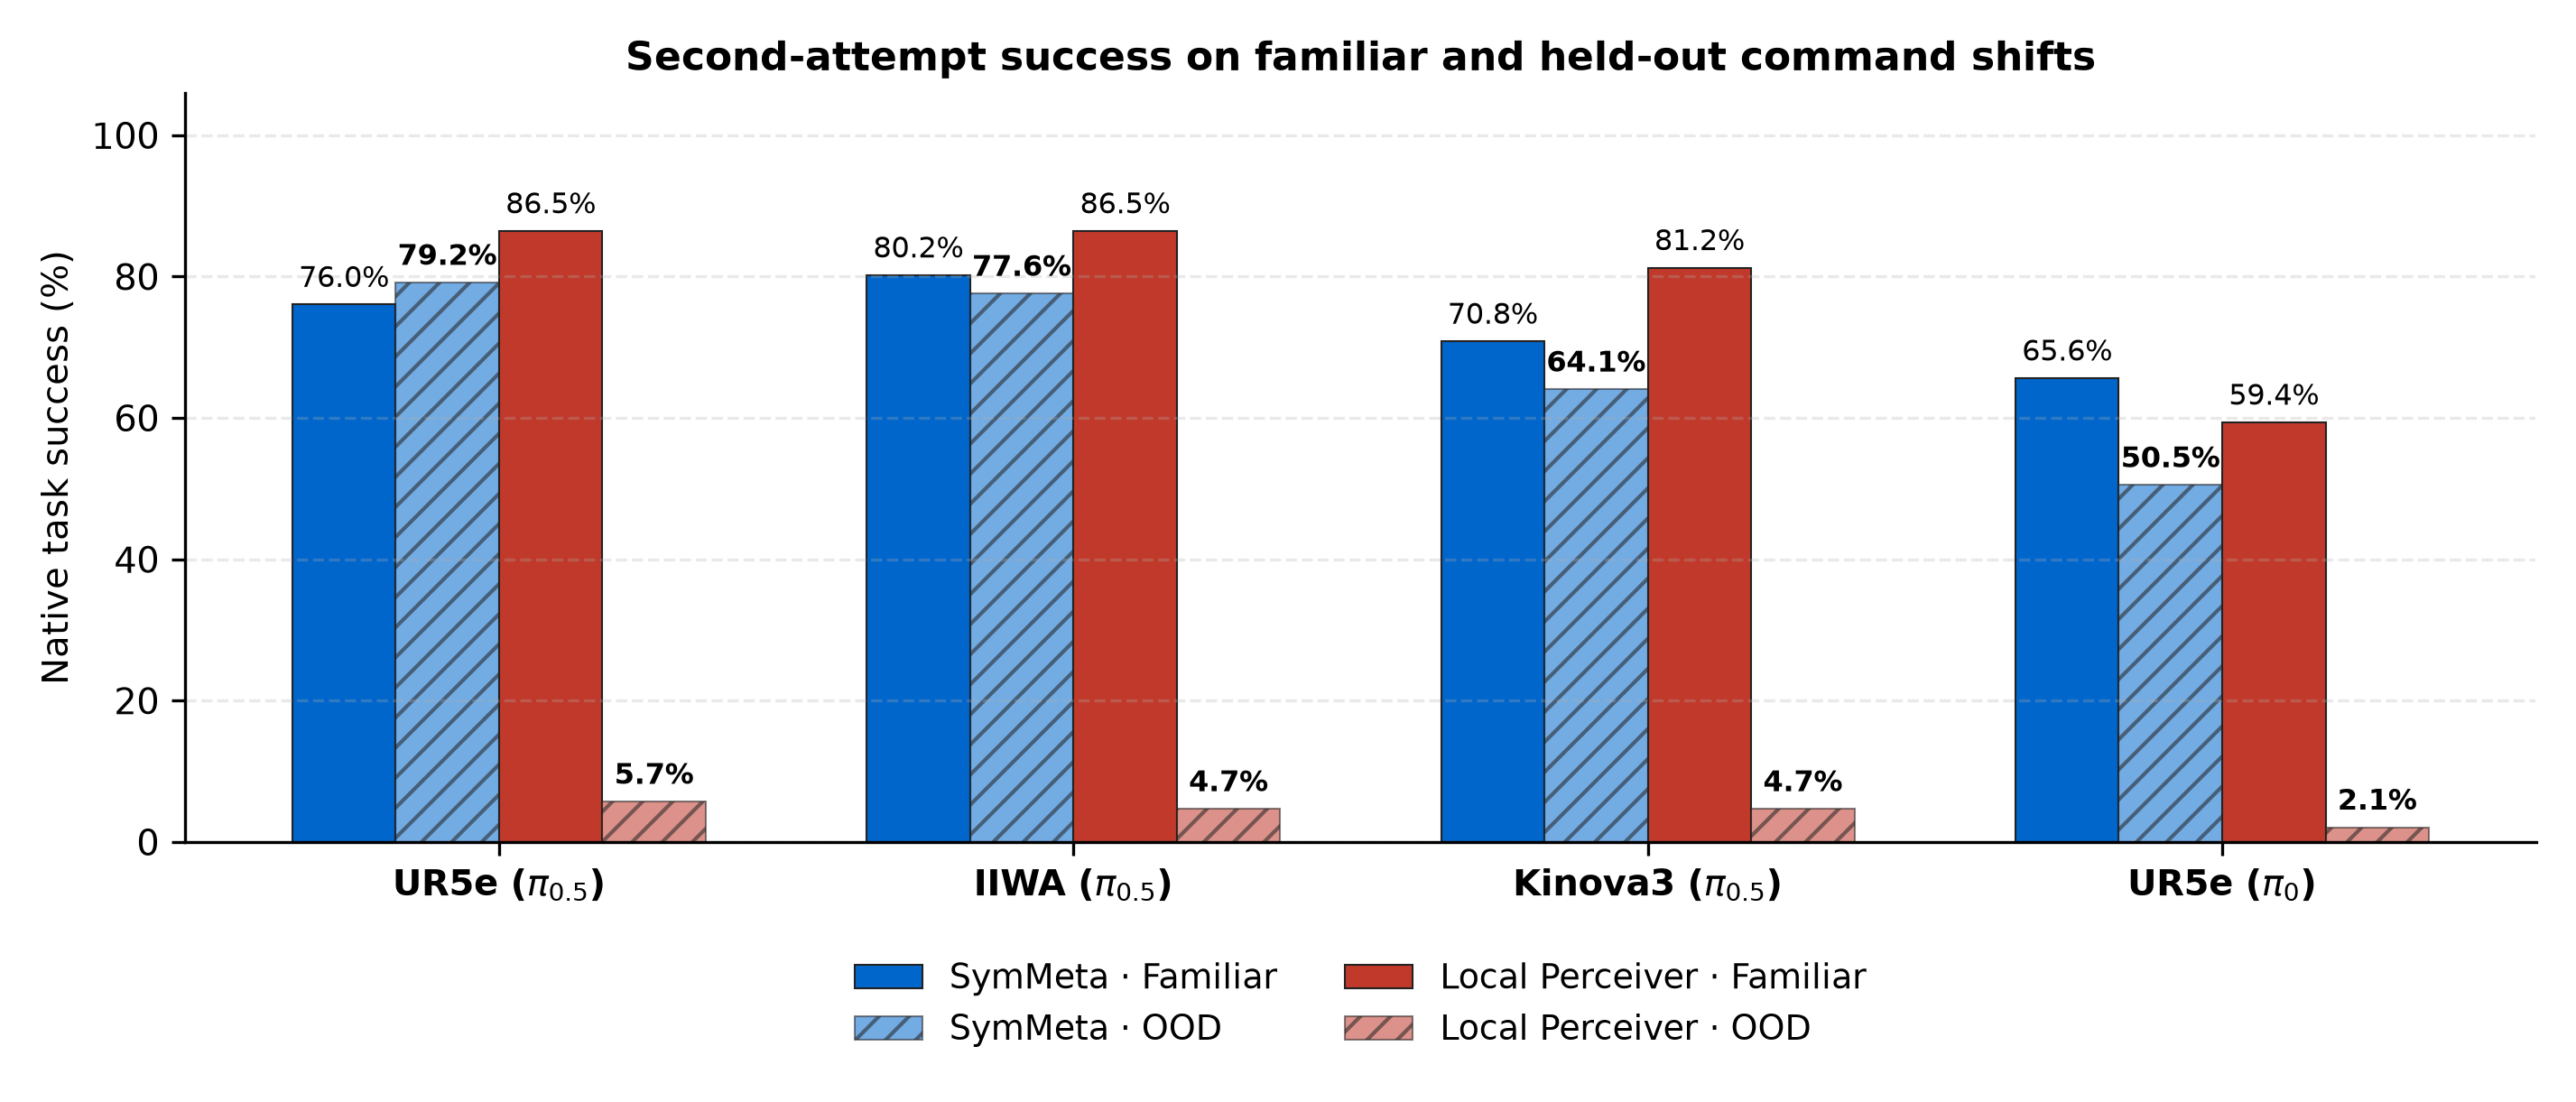 Second-attempt success on familiar and held-out command shifts
Native task success (%)
100
80
60
40
20
0
76.0%
79.2%
86.5%
5.7%
80.2%
77.6%
86.5%
4.7%
70.8%
64.1%
81.2%
4.7%
65.6%
50.5%
59.4%
2.1%
UR5e (π0.5)
IIWA (π0.5)
Kinova3 (π0.5)
UR5e (π0)
SymMeta · Familiar
SymMeta · OOD
Local Perceiver · Familiar
Local Perceiver · OOD